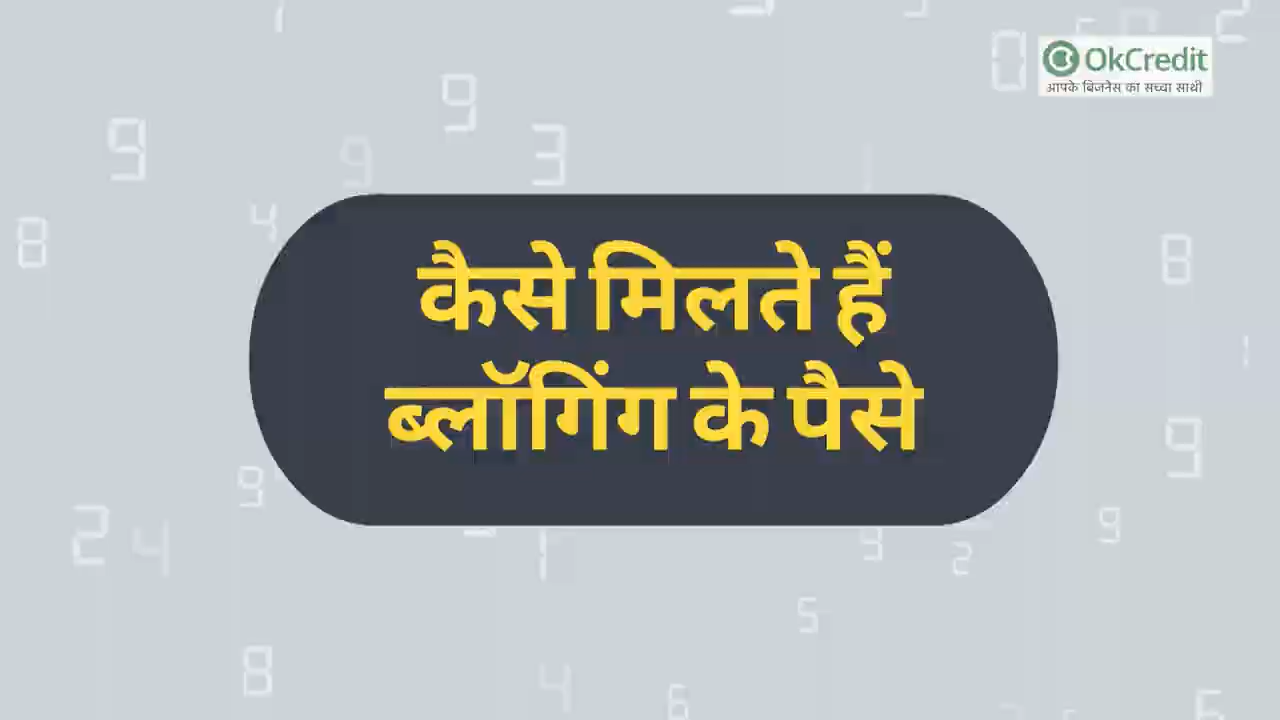 OkCredit
आपके बिजनैस का सच्चा साथी
कैसे मिलते हैं
ब्लॉगिंग के पैसे